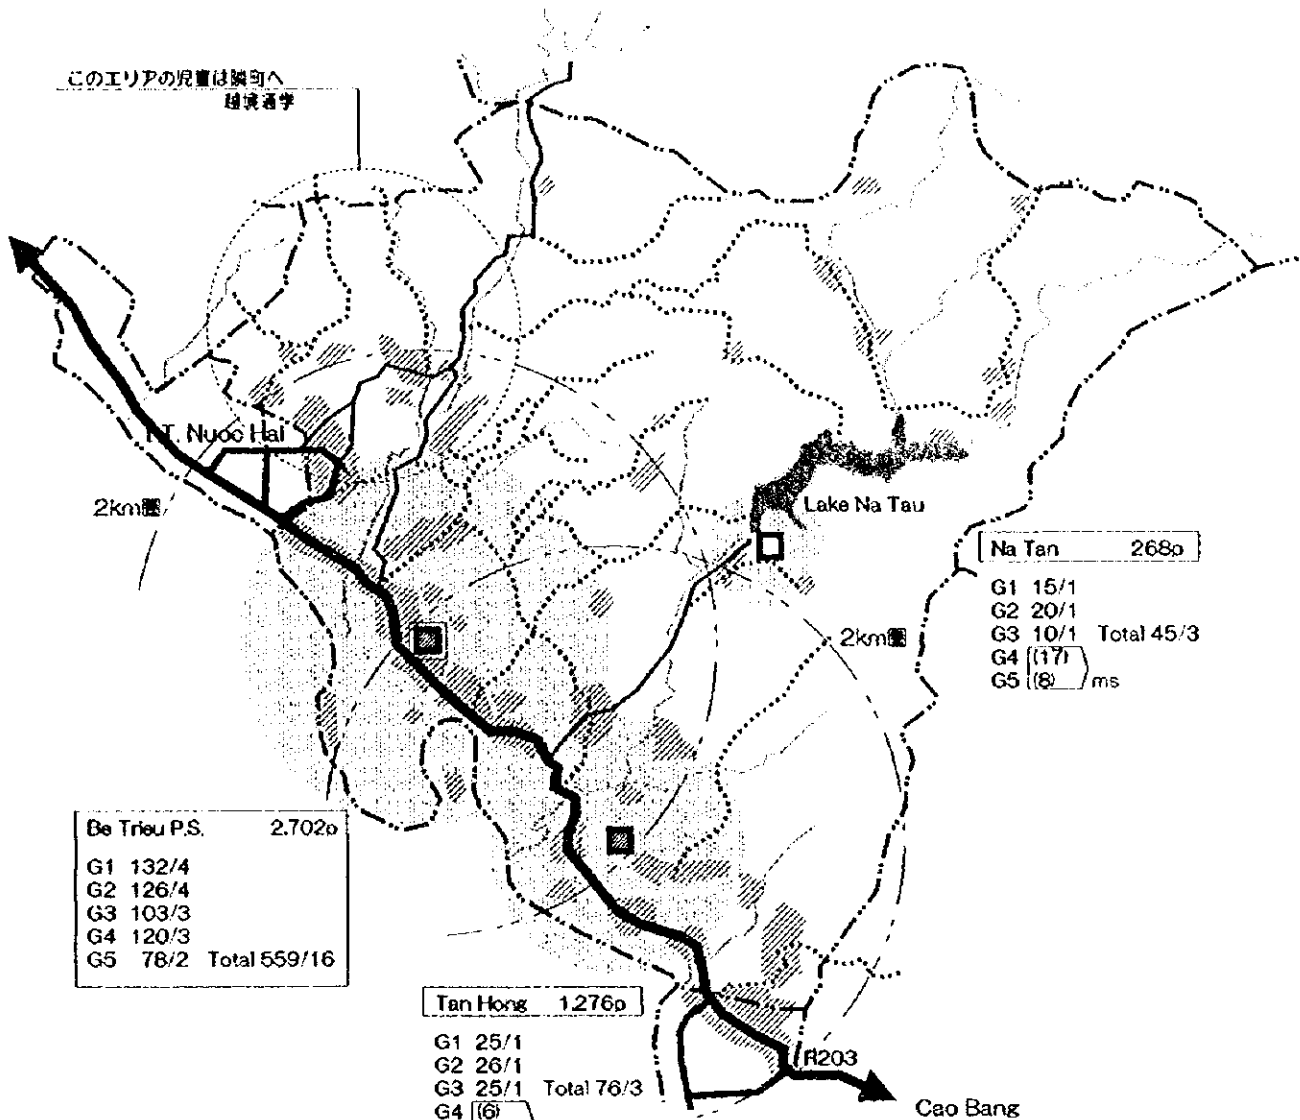 このエリアの児童は隣町へ
越境通学
T.T. Nuoc Hai
2km圏
Lake Na Tau
Na Tan 268p
G1 15/1
G2 20/1
G3 10/1 Total 45/3
G4 (17)
G5 (8) ms
2km圏
Be Trieu P.S. 2.702p
G1 132/4
G2 126/4
G3 103/3
G4 120/3
G5 78/2 Total 559/16
Tan Hong 1.276p
G1 25/1
G2 26/1
G3 25/1 Total 76/3
G4 (6)
R203
Cao Bang